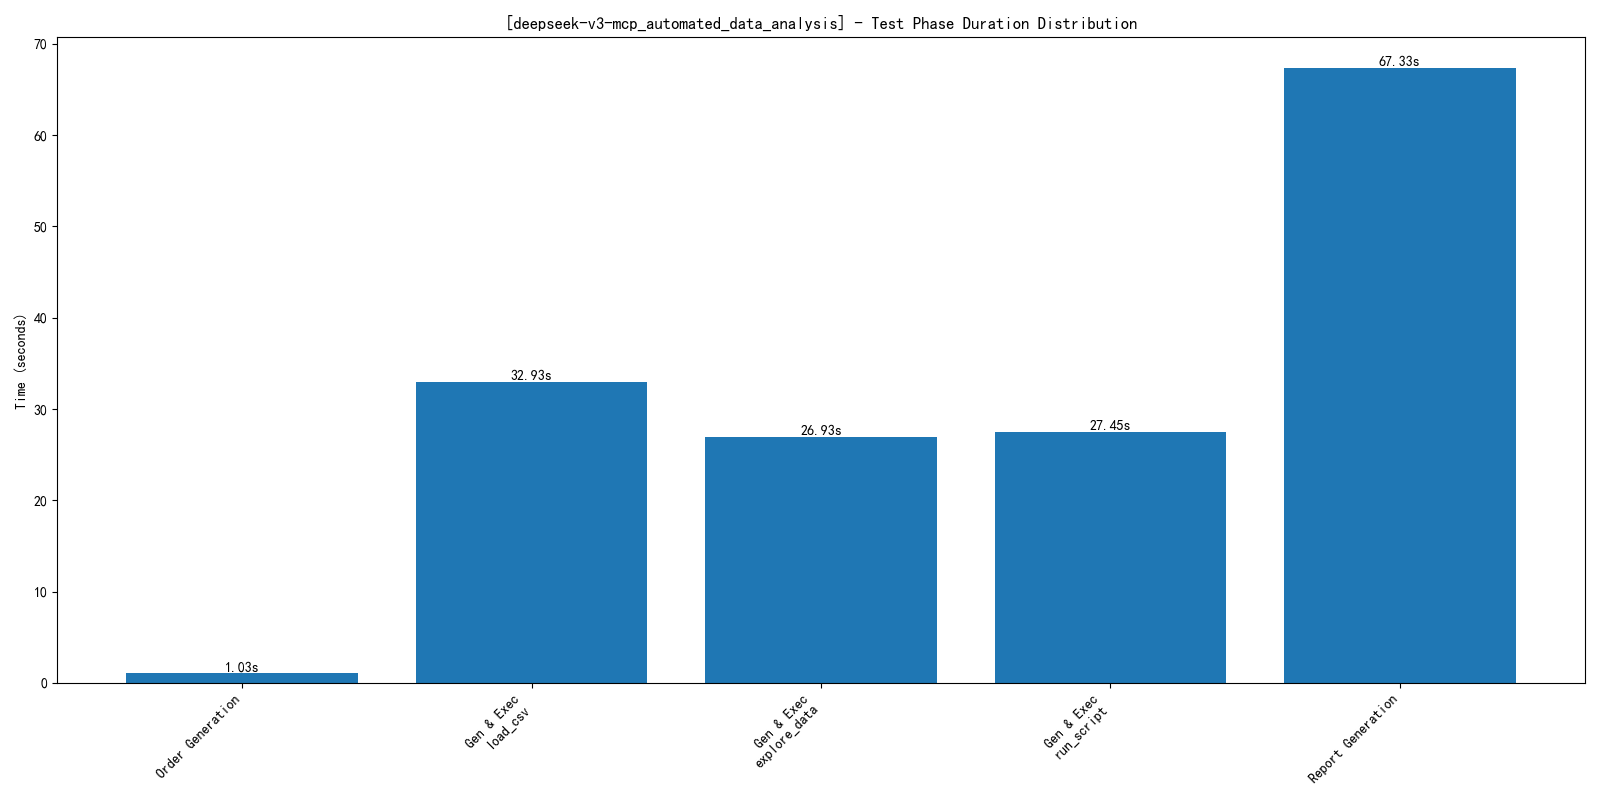 [deepseek-v3-mcp_automated_data_analysis] - Test Phase Duration Distribution
Time (seconds)
70
60
50
40
30
20
10
0
1.03s
32.93s
26.93s
27.45s
67.33s
Order Generation
Gen & Exec
load_csv
Gen & Exec
explore_data
Gen & Exec
run_script
Report Generation